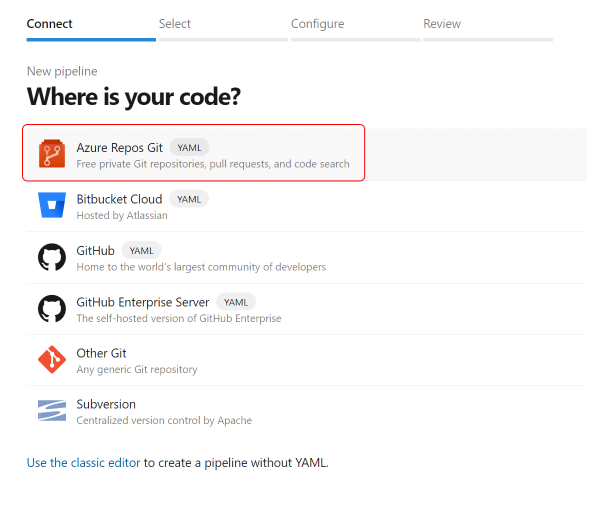 Connect Select Configure Review
New pipeline
Where is your code?
Azure Repos Git YAML
Free private Git repositories, pull requests, and code search
Bitbucket Cloud YAML
Hosted by Atlassian
GitHub YAML
Home to the world's largest community of developers
GitHub Enterprise Server YAML
The self-hosted version of GitHub Enterprise
Other Git
Any generic Git repository
Subversion
Centralized version control by Apache
Use the classic editor to create a pipeline without YAML.